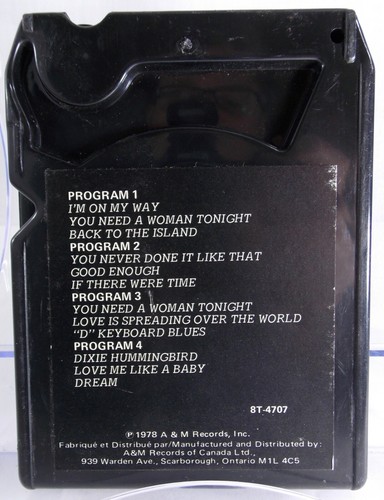 PROGRAM 1
I'M ON MY WAY
YOU NEED A WOMAN TONIGHT
BACK TO THE ISLAND
PROGRAM 2
YOU NEVER DONE IT LIKE THAT
GOOD ENOUGH
IF THERE WERE TIME
PROGRAM 3
YOU NEED A WOMAN TONIGHT
LOVE IS SPREADING OVER THE WORLD
"D" KEYBOARD BLUES
PROGRAM 4
DIXIE HUMMINGBIRD
LOVE ME LIKE A BABY
DREAM
8T-4707
℗ 1978 A & M Records, Inc.
Fabriqué et Distribué par/Manufactured and Distributed by:
A&M Records of Canada Ltd.,
939 Warden Ave., Scarborough, Ontario M1L 4C5